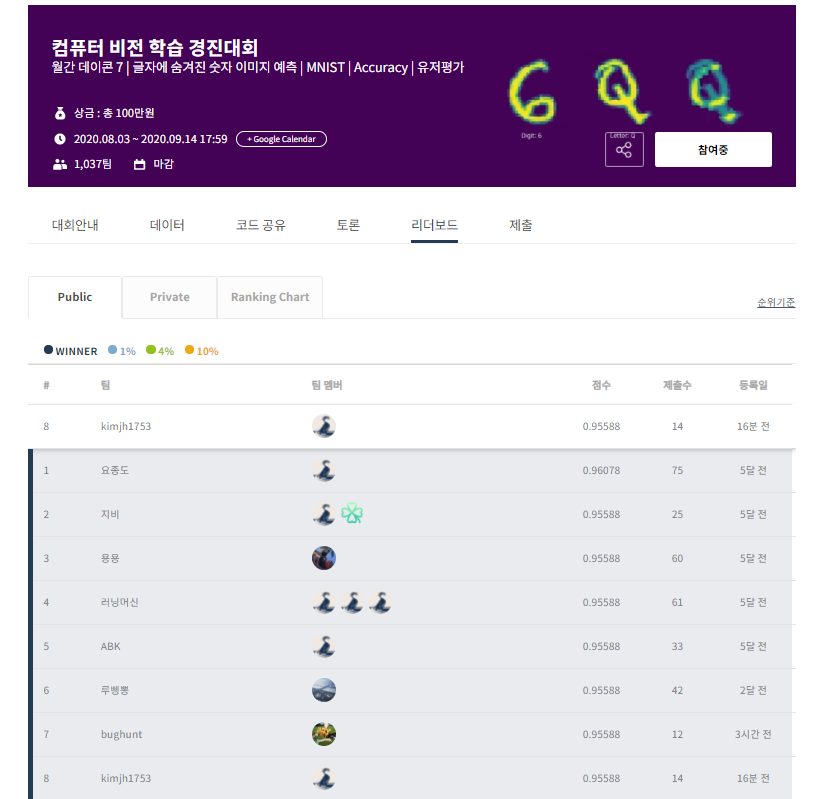 컴퓨터 비전 학습 경진대회
월간 데이콘 7 | 글자에 숨겨진 숫자 이미지 예측 | MNIST | Accuracy | 유저평가
상금 : 총 100만원
2020.08.03 ~ 2020.09.14 17:59 + Google Calendar
1,037팀 마감
Digit: 6
Letter: Q
참여중
대회안내 데이터 코드 공유 토론 리더보드 제출
Public Private Ranking Chart
순위기준
WINNER 1% 4% 10%
# 팀 팀 멤버 점수 제출수 등록일
8 kimjh1753 0.95588 14 16분 전
1 요종도 0.96078 75 5달 전
2 지비 0.95588 25 5달 전
3 용용 0.95588 60 5달 전
4 러닝머신 0.95588 61 5달 전
5 ABK 0.95588 33 5달 전
6 루삥뽕 0.95588 42 2달 전
7 bughunt 0.95588 12 3시간 전
8 kimjh1753 0.95588 14 16분 전